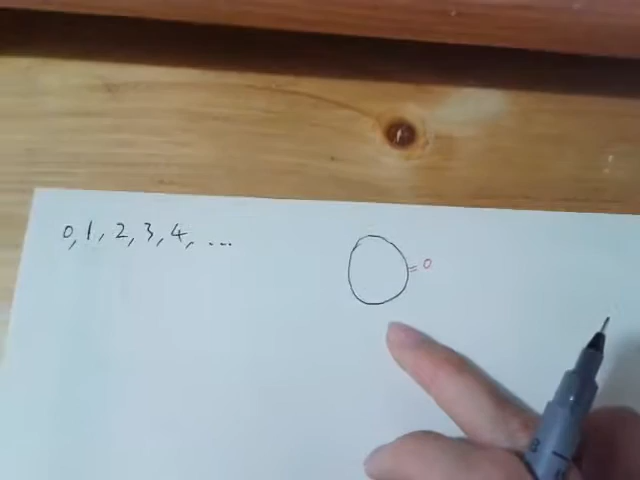 0, 1, 2, 3, 4, ...
= 0